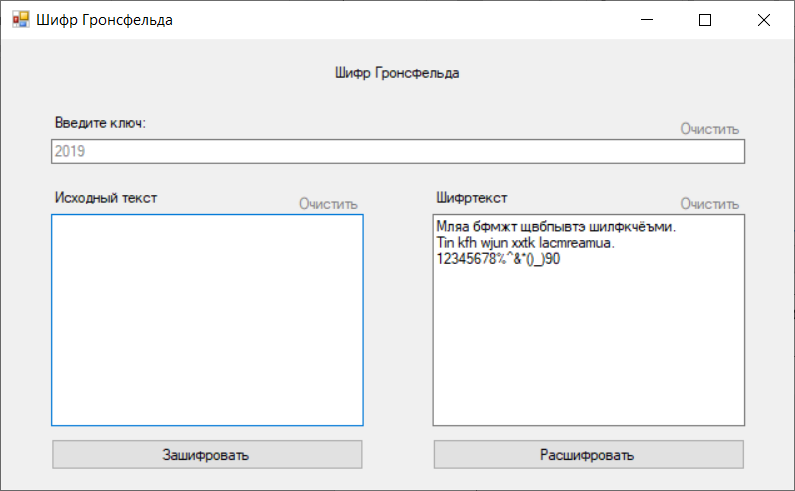 Шифр Гронсфельда
Шифр Гронсфельда
Введите ключ:
Очистить
2019
Исходный текст
Очистить
Шифртекст
Очистить
Мляа бфмжт щвбпывтэ шилфкчёъми.
Tin kfh wjun xxtk lacmreamua.
12345678%^&*()_)90
Зашифровать
Расшифровать